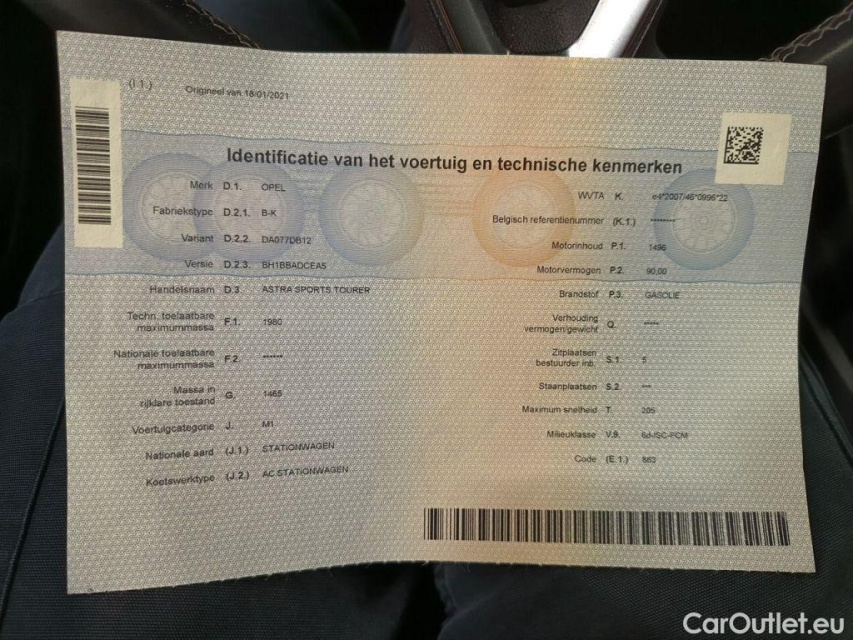 (I 1.)
Origineel van 18/01/2021
Identificatie van het voertuig en technische kenmerken
Merk D.1. OPEL
Fabriekstype D.2.1. B-K
Variant D.2.2. DA077DB12
Versie D.2.3. BH1BBADCEA5
Handelsnaam D.3. ASTRA SPORTS TOURER
Techn. toelaatbare
maximummassa F.1. 1980
Nationale toelaatbare
maximummassa F.2. ------
Massa in
rijklare toestand G. 1465
Voertuigcategorie J. M1
Nationale aard (J.1.) STATIONWAGEN
Koetswerktype (J.2.) AC STATIONWAGEN
WVTA K. e4*2007/46*0996*22
Belgisch referentienummer (K.1.) -------
Motorinhoud P.1. 1496
Motorvermogen P.2. 90,00
Brandstof P.3. GASOLIE
Verhouding
vermogen/gewicht Q. ----
Zitplaatsen
bestuurder inb. S.1. 5
Staanplaatsen S.2. ---
Maximum snelheid T. 205
Milieuklasse V.9. 6d-ISC-FCM
Code (E.1.) 863
CarOutlet.eu